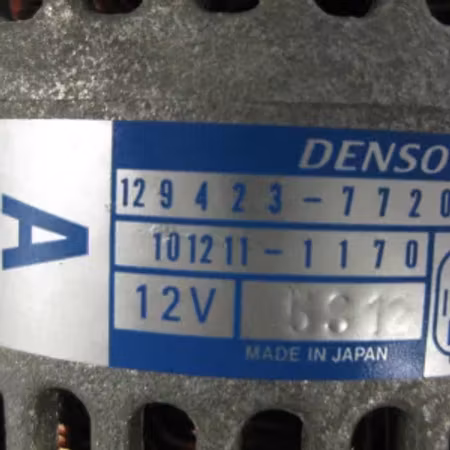 DENSO
A
129423-7720
101211-1170
12V
MADE IN JAPAN